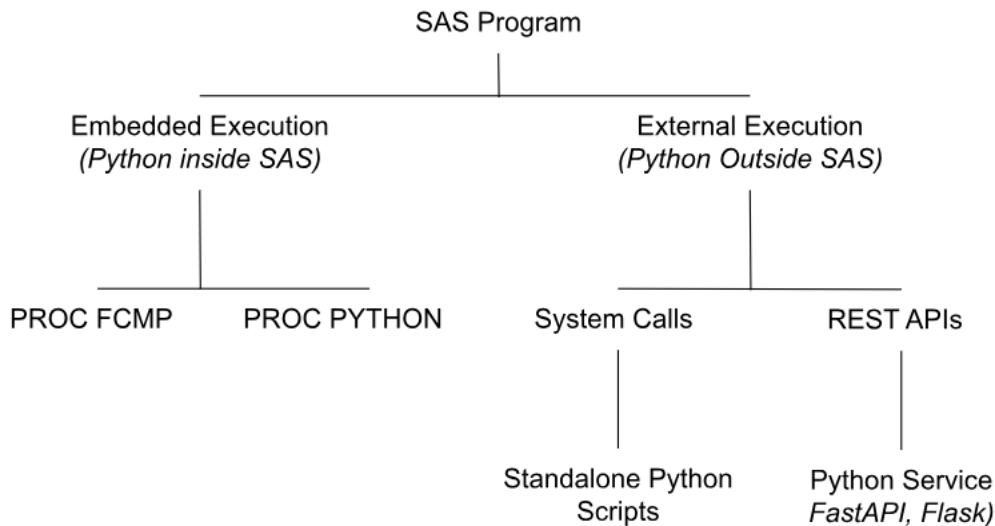 SAS Program
Embedded Execution
(Python inside SAS)
External Execution
(Python Outside SAS)
PROC FCMP
PROC PYTHON
System Calls
REST APIs
Standalone Python
Scripts
Python Service
FastAPI, Flask)